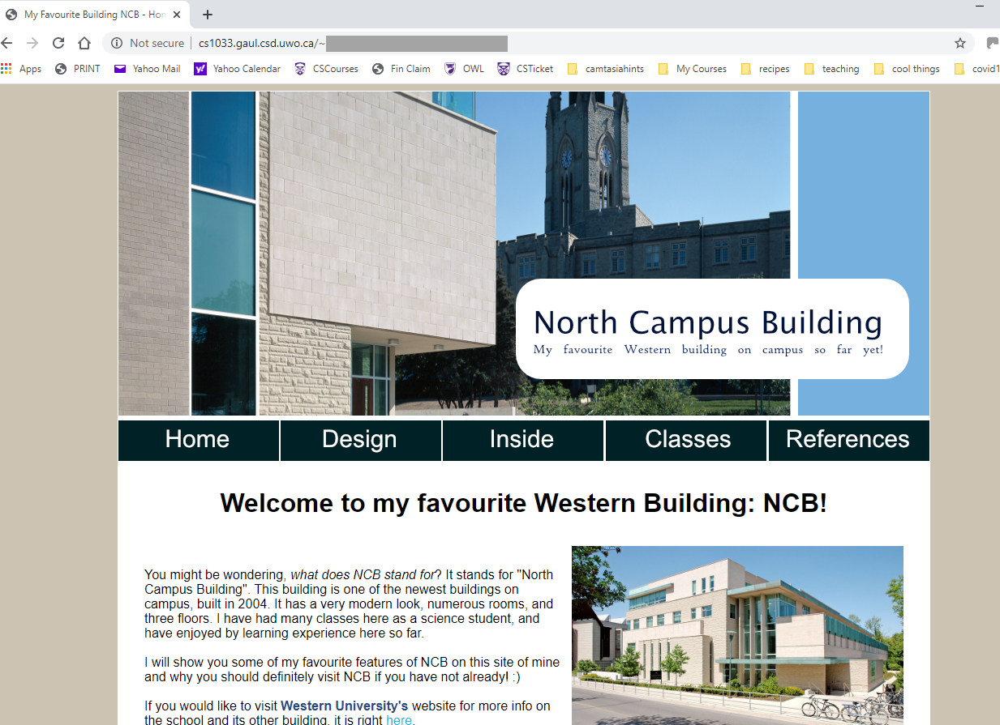 My Favourite Building NCB - Hon
Not secure
cs1033.gaul.csd.uwo.ca/~
Apps PRINT Yahoo Mail Yahoo Calendar CSCourses Fin Claim OWL CSTicket camtasiahints My Courses recipes teaching cool things covid1
North Campus Building
My favourite Western building on campus so far yet!
Home Design Inside Classes References
Welcome to my favourite Western Building: NCB!
You might be wondering, what does NCB stand for? It stands for "North
Campus Building". This building is one of the newest buildings on
campus, built in 2004. It has a very modern look, numerous rooms, and
three floors. I have had many classes here as a science student, and
have enjoyed by learning experience here so far.
I will show you some of my favourite features of NCB on this site of mine
and why you should definitely visit NCB if you have not already! :)
If you would like to visit Western University's website for more info on
the school and its other building, it is right here.